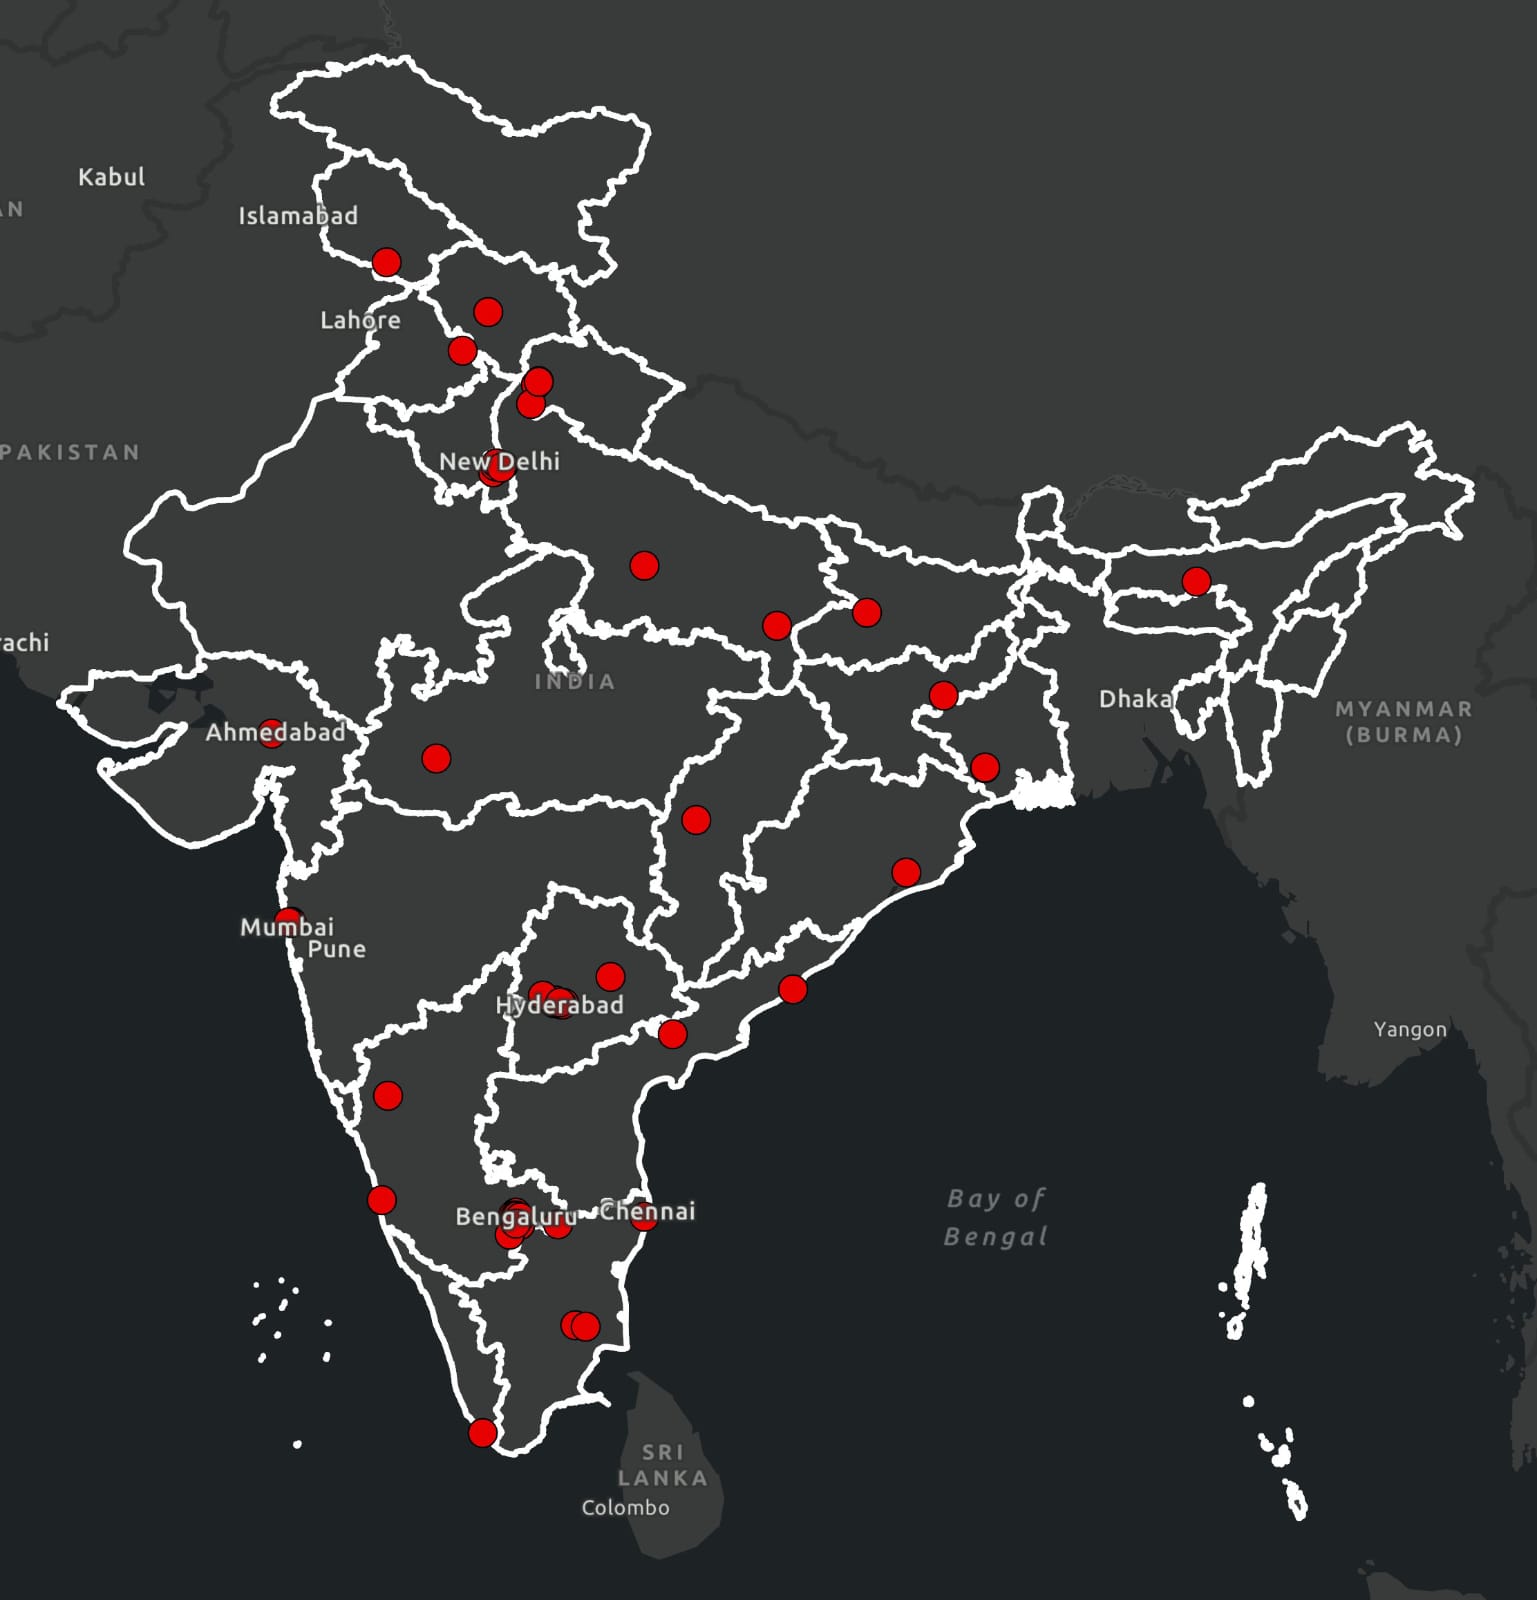 Kabul
AN
Islamabad
Lahore
PAKISTAN
New Delhi
rachi
INDIA
Dhaka
MYANMAR
(BURMA)
Ahmedabad
Mumbai
Pune
Hyderabad
Yangon
Bengaluru
Chennai
Bay of
Bengal
SRI
LANKA
Colombo